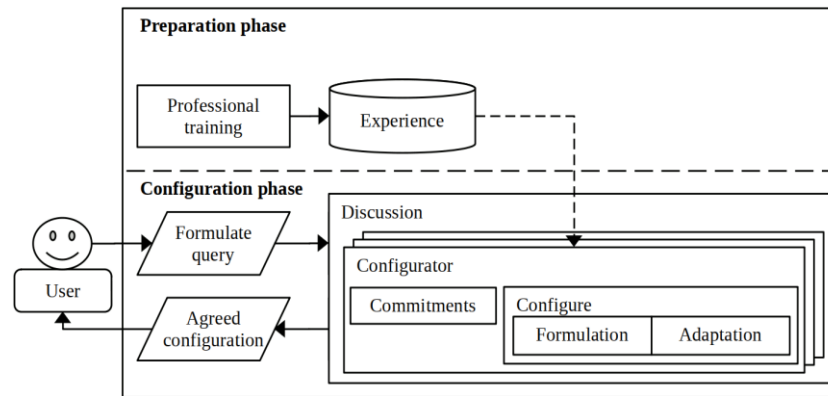 Preparation phase
Professional
training
Experience
Configuration phase
Discussion
Formulate
query
Configurator
User
Commitments
Configure
Agreed
configuration
Formulation
Adaptation